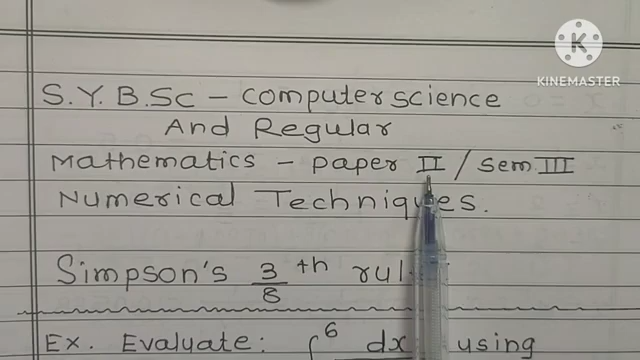 K
KINEMASTER
S.Y.B.Sc – Computer science
And Regular
Mathematics – paper II / Sem III
Numerical Techniques.
Simpson's 3/8 th rule
Ex. Evaluate: ∫ 6 dx using